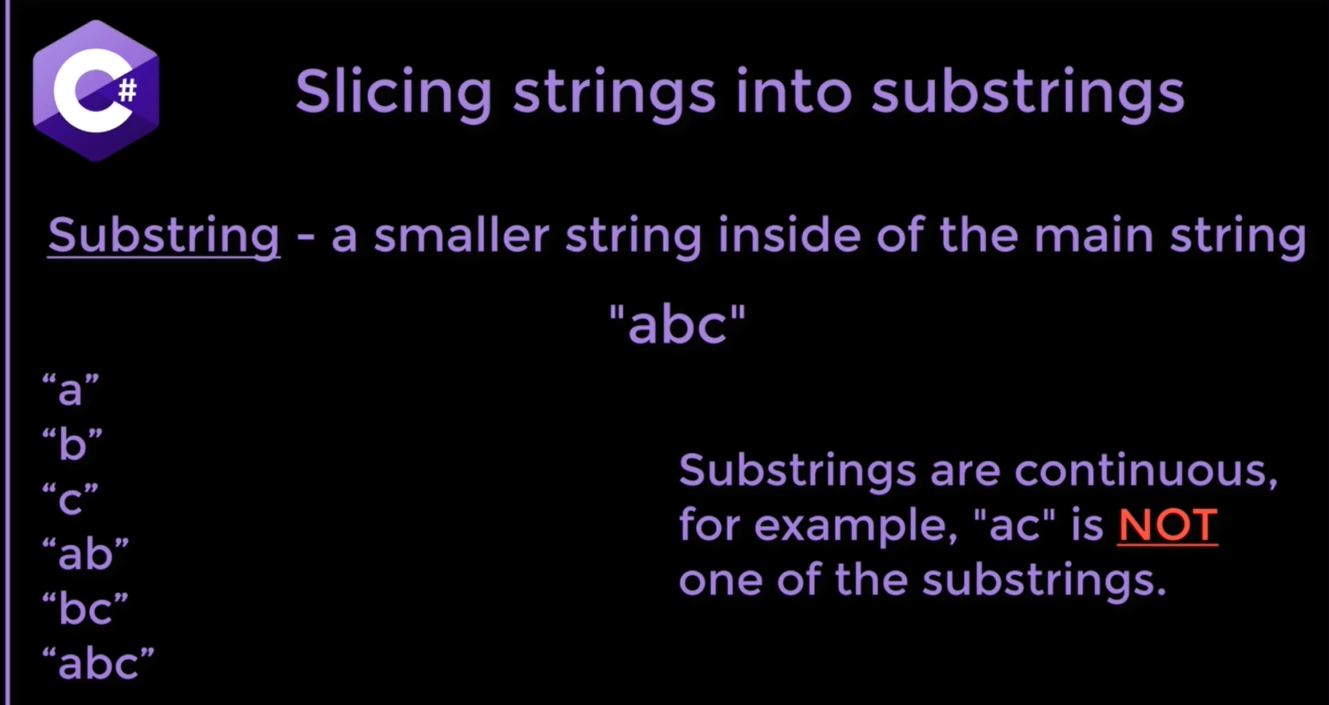 C#
Slicing strings into substrings
Substring - a smaller string inside of the main string
"abc"
“a”
“b”
“c”
“ab”
“bc”
“abc”
Substrings are continuous,
for example, "ac" is NOT
one of the substrings.